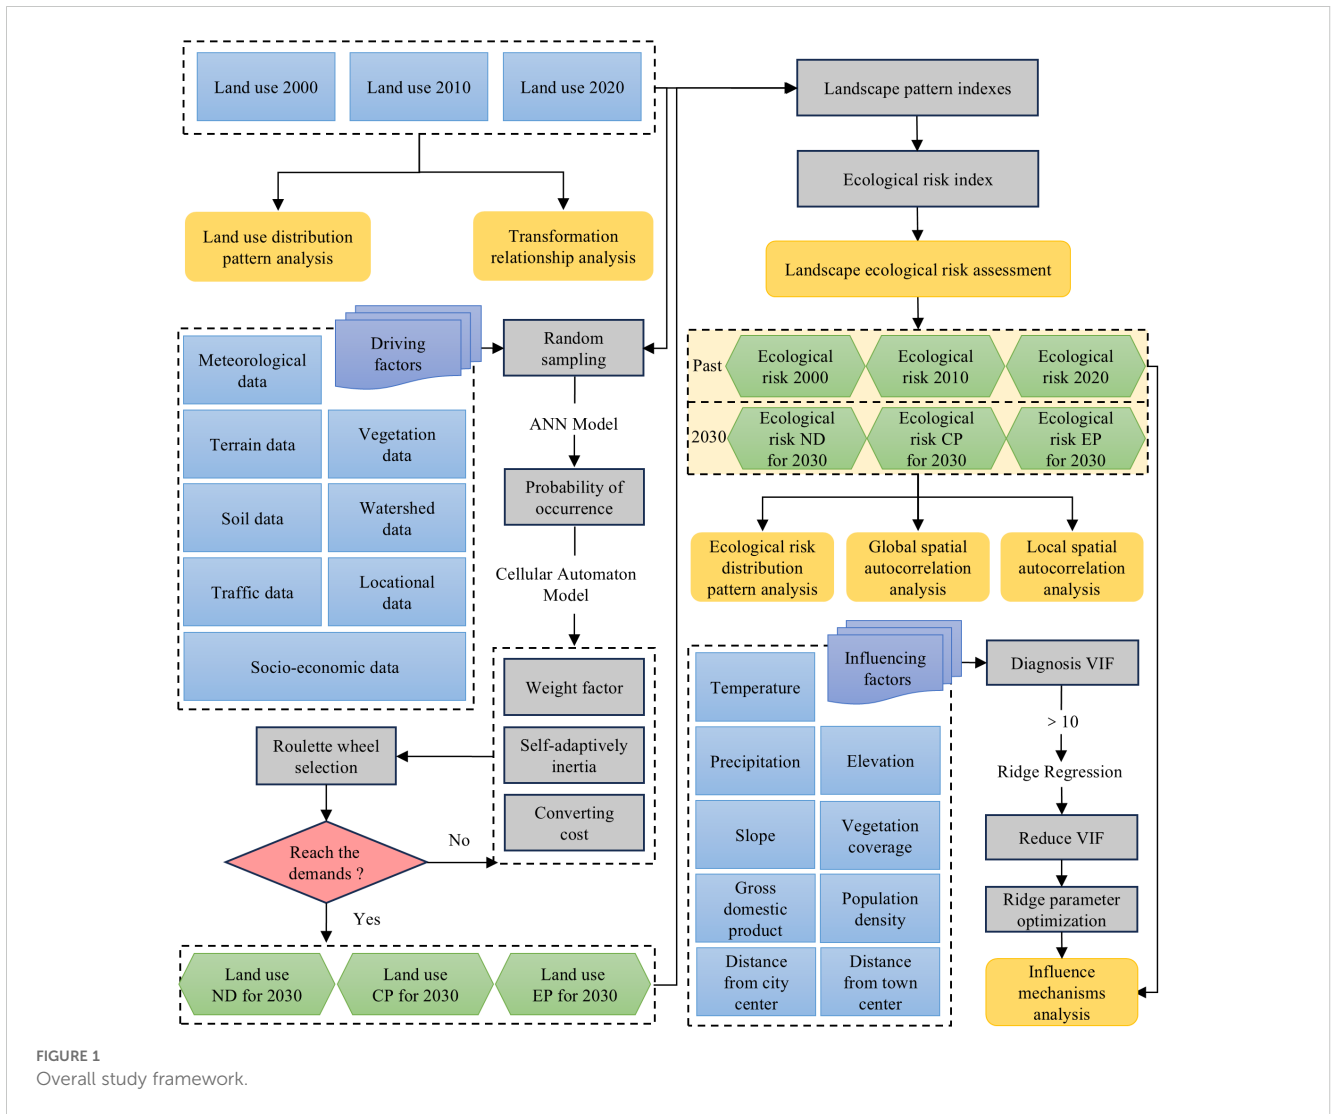 Land use 2000
Land use 2010
Land use 2020
Land use distribution
pattern analysis
Transformation
relationship analysis
Meteorological
data
Driving
factors
Terrain data
Vegetation
data
Soil data
Watershed
data
Traffic data
Locational
data
Socio-economic data
Random
sampling
ANN Model
Probability of
occurrence
Cellular Automaton
Model
Weight factor
Self-adaptively
inertia
Converting
cost
Roulette wheel
selection
Reach the
demands ?
No
Yes
Land use
ND for 2030
Land use
CP for 2030
Land use
EP for 2030
Landscape pattern indexes
Ecological risk index
Landscape ecological risk assessment
Past
Ecological
risk 2000
Ecological
risk 2010
Ecological
risk 2020
2030
Ecological
risk ND
for 2030
Ecological
risk CP
for 2030
Ecological
risk EP
for 2030
Ecological risk
distribution
pattern analysis
Global spatial
autocorrelation
analysis
Local spatial
autocorrelation
analysis
Temperature
Influencing
factors
Precipitation
Elevation
Slope
Vegetation
coverage
Gross
domestic
product
Population
density
Distance
from city
center
Distance
from town
center
Diagnosis VIF
> 10
Ridge Regression
Reduce VIF
Ridge parameter
optimization
Influence
mechanisms
analysis
FIGURE 1
Overall study framework.